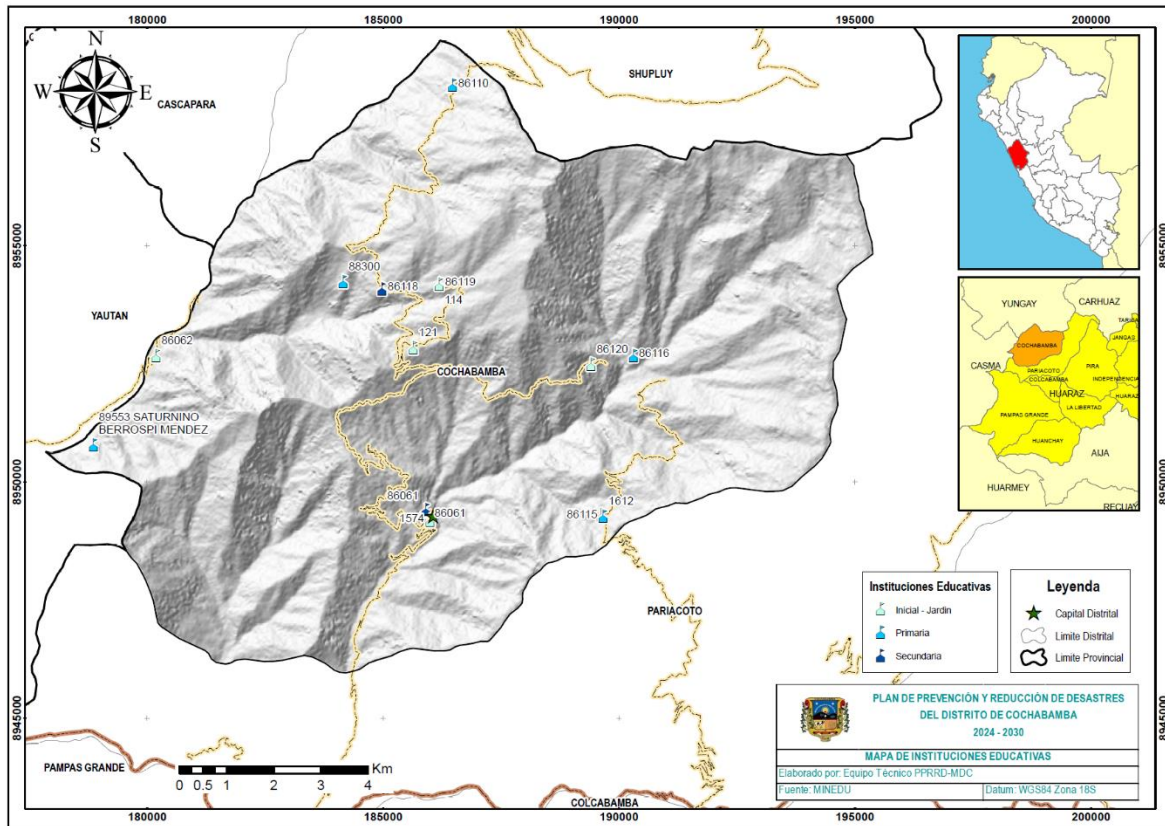 180000
185000
190000
195000
200000
N
W
E
S
CASCAPARA
SHUPLUY
86110
8955000
8955000
88300
86118
86119
114
YAUTAN
86062
121
COCHABAMBA
86120
86116
89553 SATURNINO
BERROSPI MENDEZ
8950000
8950000
86061
86061
1574
1612
86115
PARIACOTO
8945000
8945000
PAMPAS GRANDE
COLCABAMBA
Km
0 0.5 1 2 3 4
180000
185000
190000
195000
200000
YUNGAY
CARHUAZ
COCHABAMBA
JANGAS
CASMA
PARIACOTO
PIRA
COLCABAMBA
INDEPENDENCIA
HUARAZ
HUARAZ
PAMPAS GRANDE
LA LIBERTAD
HUANCHAY
AIJA
HUARMEY
RECUAY
Instituciones Educativas
Inicial - Jardín
Primaria
Secundaria
Leyenda
Capital Distrital
Limite Distrital
Limite Provincial
PLAN DE PREVENCIÓN Y REDUCCIÓN DE DESASTRES
DEL DISTRITO DE COCHABAMBA
2024 - 2030
MAPA DE INSTITUCIONES EDUCATIVAS
Elaborado por: Equipo Técnico PPRRD-MDC
Fuente: MINEDU
Datum: WGS84 Zona 18S